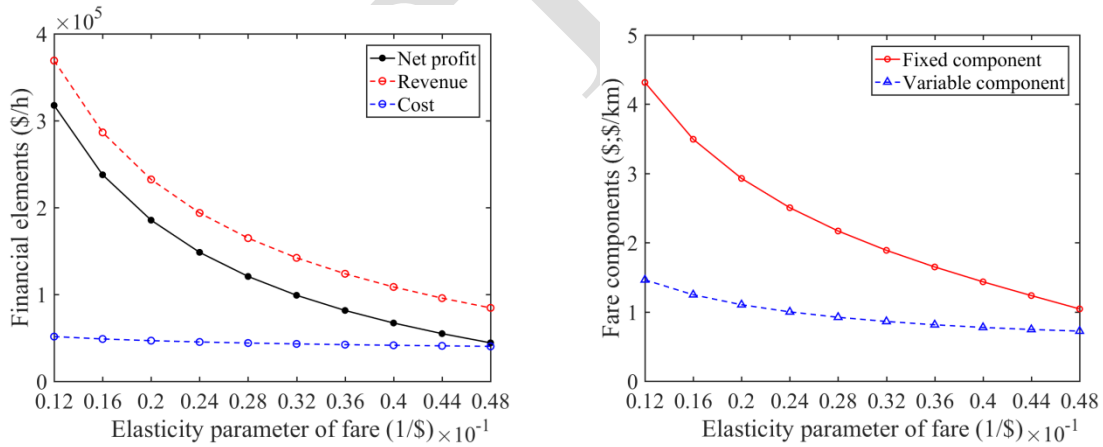 ×10⁵
4
3
2
1
0
Financial elements ($/h)
Net profit
Revenue
Cost
0.12 0.16 0.2 0.24 0.28 0.32 0.36 0.4 0.44 0.48
Elasticity parameter of fare (1/$) ×10⁻¹
5
4
3
2
1
0
Fare components ($;$/km)
Fixed component
Variable component
0.12 0.16 0.2 0.24 0.28 0.32 0.36 0.4 0.44 0.48
Elasticity parameter of fare (1/$) ×10⁻¹